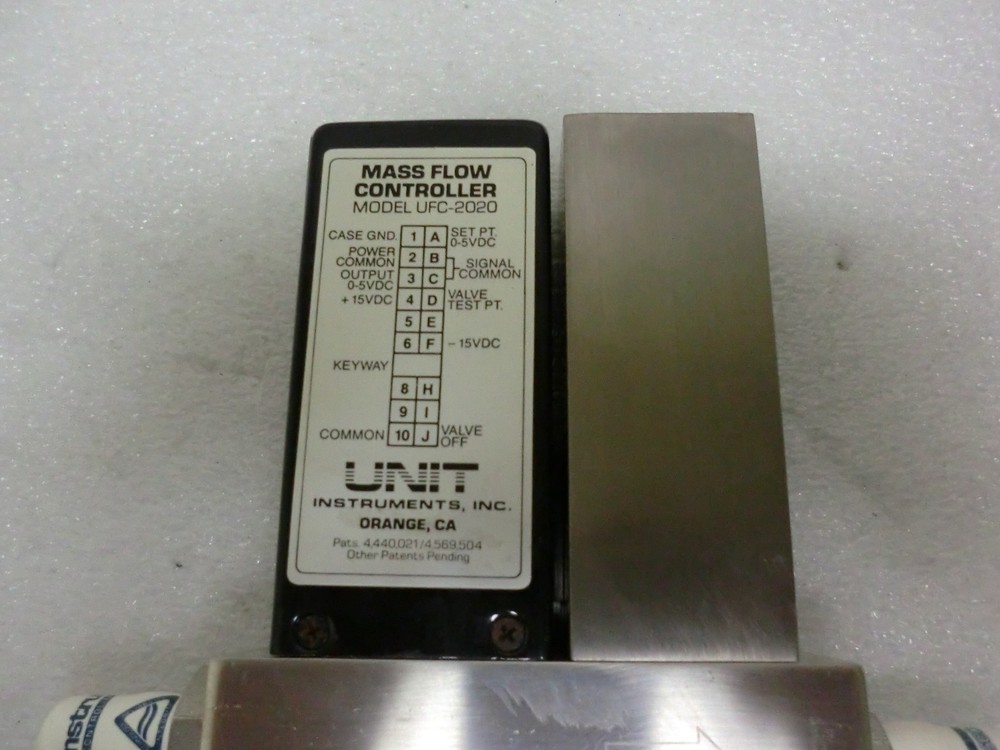 MASS FLOW
CONTROLLER
MODEL UFC-2020
CASE GND. 1 A SET PT.
0-5VDC
POWER
COMMON 2 B SIGNAL
COMMON
OUTPUT
0-5VDC 3 C
+15VDC 4 D VALVE
TEST PT.
5 E
6 F -15VDC
KEYWAY
8 H
9 I
COMMON 10 J VALVE
OFF
UNIT
INSTRUMENTS, INC.
ORANGE, CA
Pats. 4,440,021/4,569,504
Other Patents Pending